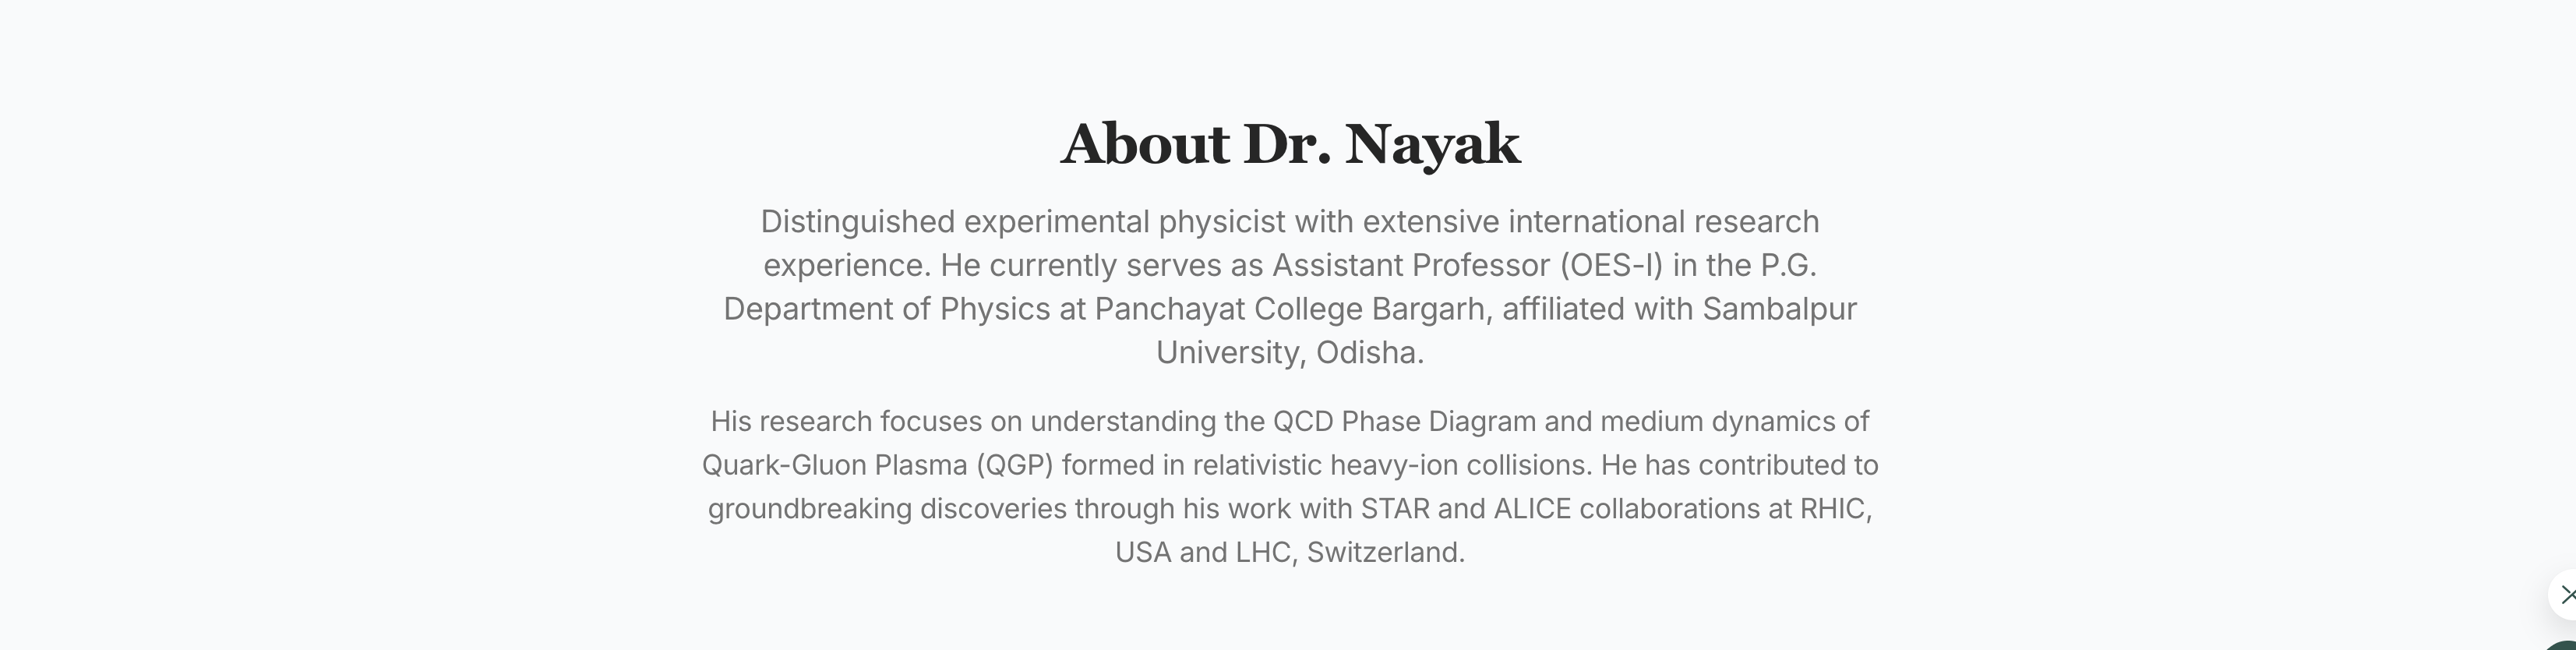 About Dr. Nayak
Distinguished experimental physicist with extensive international research
experience. He currently serves as Assistant Professor (OES-I) in the P.G.
Department of Physics at Panchayat College Bargarh, affiliated with Sambalpur
University, Odisha.
His research focuses on understanding the QCD Phase Diagram and medium dynamics of
Quark-Gluon Plasma (QGP) formed in relativistic heavy-ion collisions. He has contributed to
groundbreaking discoveries through his work with STAR and ALICE collaborations at RHIC,
USA and LHC, Switzerland.